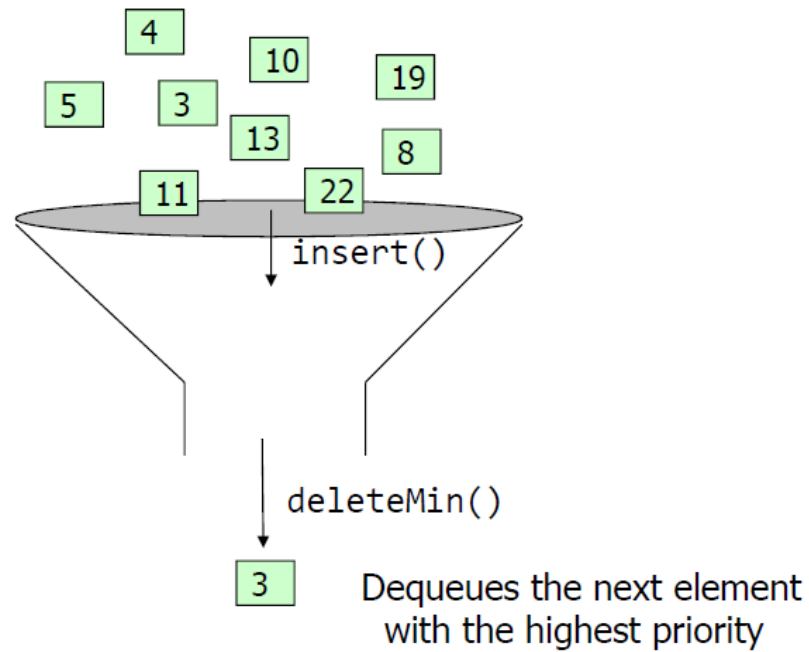 4
10
19
5
3
13
8
11
22
insert()
deleteMin()
3
Dequeues the next element
with the highest priority